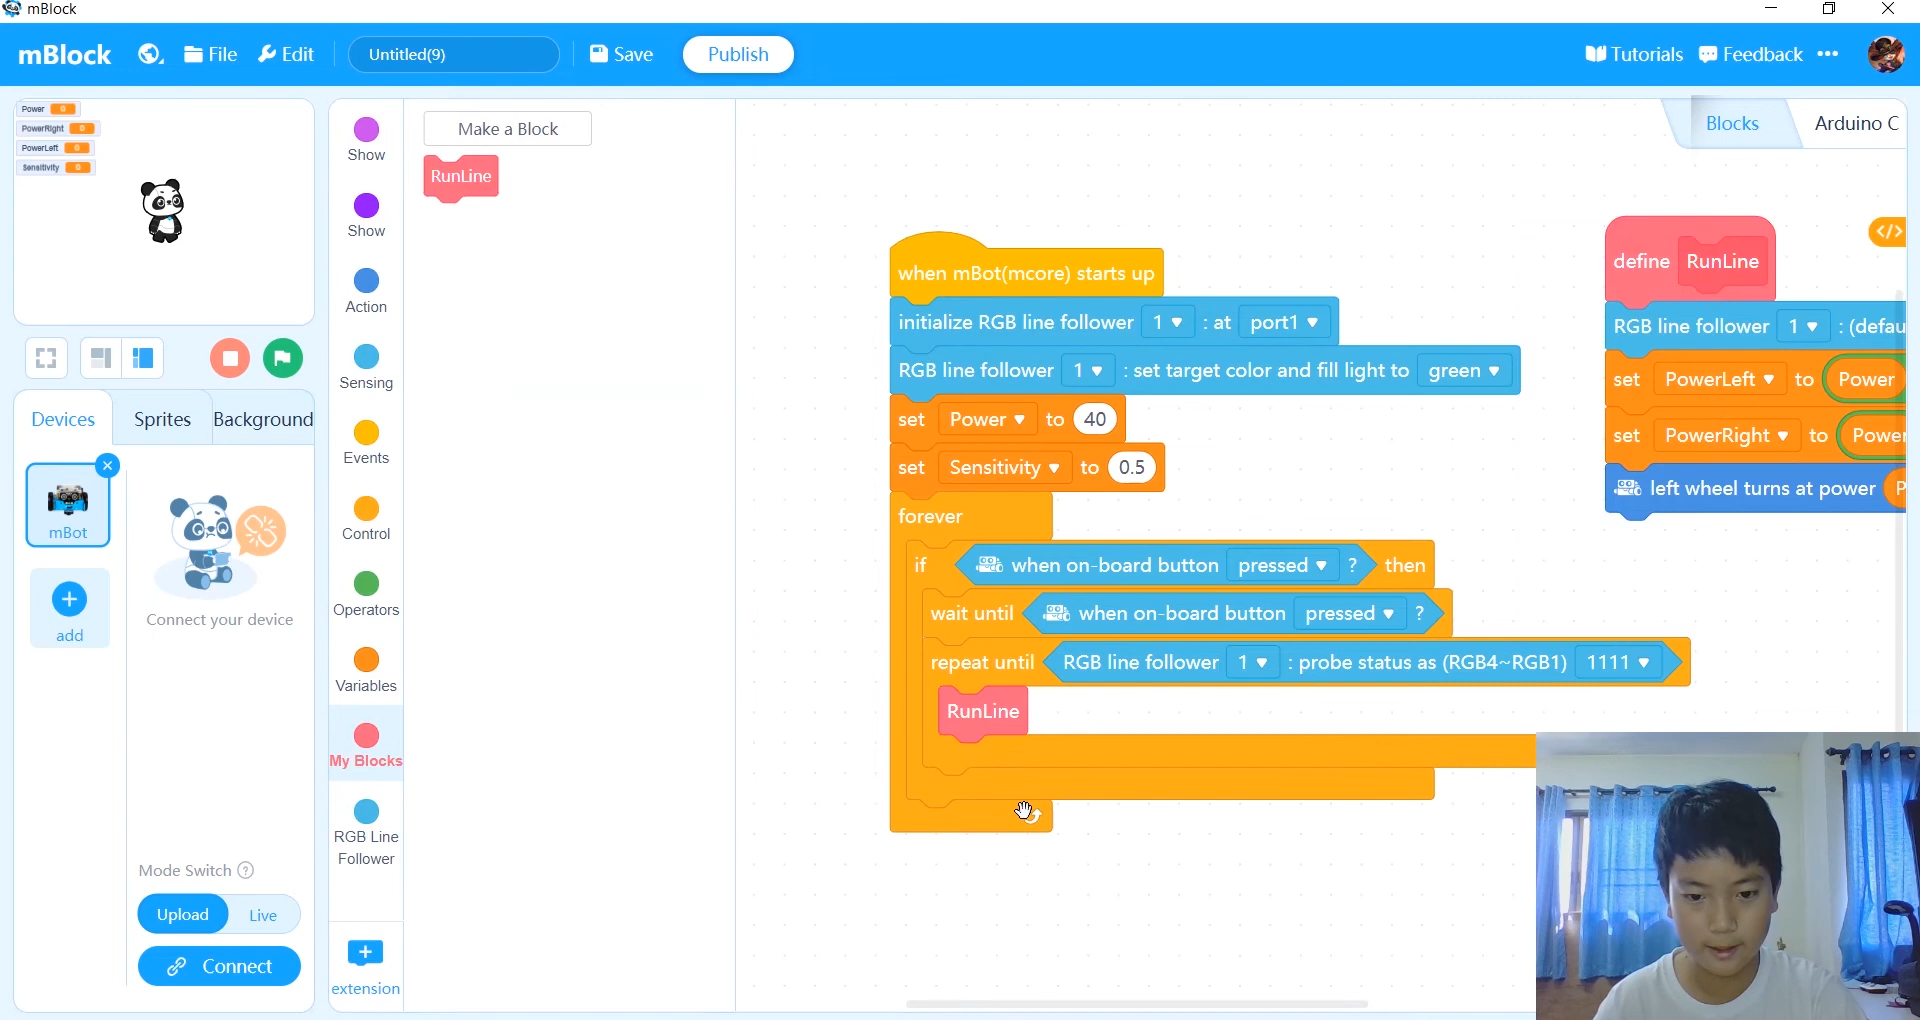 mBlock
mBlock
File
Edit
Untitled(9)
Save
Publish
Tutorials
Feedback
Power 0
PowerRight 0
PowerLeft 0
Sensitivity 0
Devices
Sprites
Background
mBot
add
Connect your device
Mode Switch ?
Upload
Live
Connect
Show
Show
Action
Sensing
Events
Control
Operators
Variables
My Blocks
RGB Line
Follower
extension
Make a Block
RunLine
Blocks
Arduino C
when mBot(mcore) starts up
initialize RGB line follower 1 : at port1
RGB line follower 1 : set target color and fill light to green
set Power to 40
set Sensitivity to 0.5
forever
if when on-board button pressed ? then
wait until when on-board button pressed ?
repeat until RGB line follower 1 : probe status as (RGB4~RGB1) 1111
RunLine
define RunLine
</>
RGB line follower 1 : (defau
set PowerLeft to Power
set PowerRight to Power
left wheel turns at power P